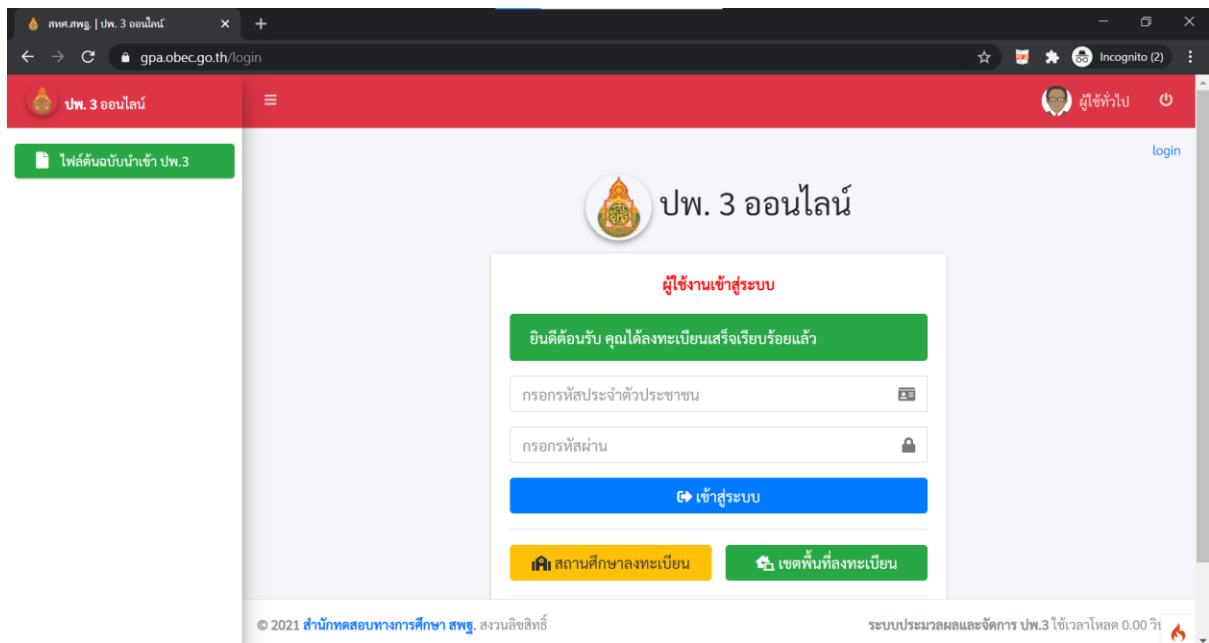 สทศ.สพฐ. | ปพ. 3 ออนไลน์
gpa.obec.go.th/login
Incognito (2)
ปพ. 3 ออนไลน์
ผู้ใช้ทั่วไป
ไฟล์ต้นฉบับนำเข้า ปพ.3
login
ปพ. 3 ออนไลน์
ผู้ใช้งานเข้าสู่ระบบ
ยินดีต้อนรับ คุณได้ลงทะเบียนเสร็จเรียบร้อยแล้ว
กรอกรหัสประจำตัวประชาชน
กรอกรหัสผ่าน
เข้าสู่ระบบ
สถานศึกษาลงทะเบียน
เขตพื้นที่ลงทะเบียน
© 2021 สำนักทดสอบทางการศึกษา สพฐ. สงวนลิขสิทธิ์
ระบบประมวลผลและจัดการ ปพ.3 ใช้เวลาโหลด 0.00